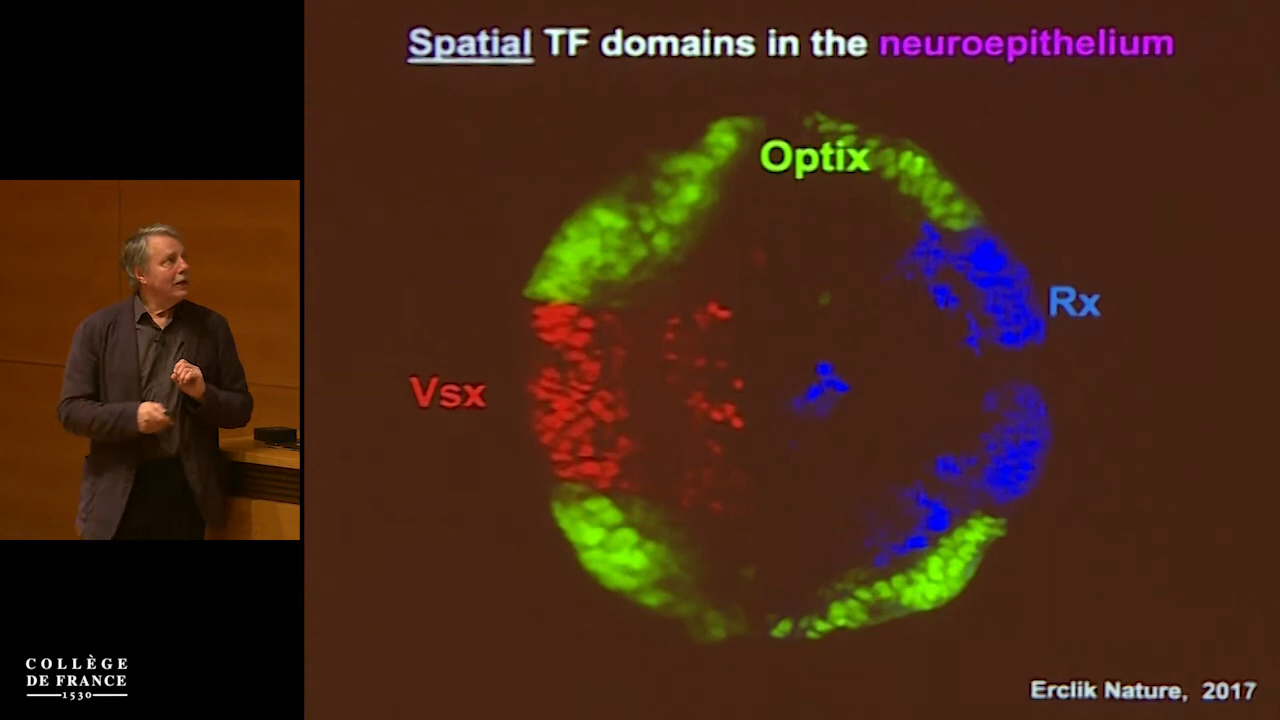 Spatial TF domains in the neuroepithelium
Optix
Rx
Vsx
Erclik Nature, 2017
COLLÈGE
DE FRANCE
1530